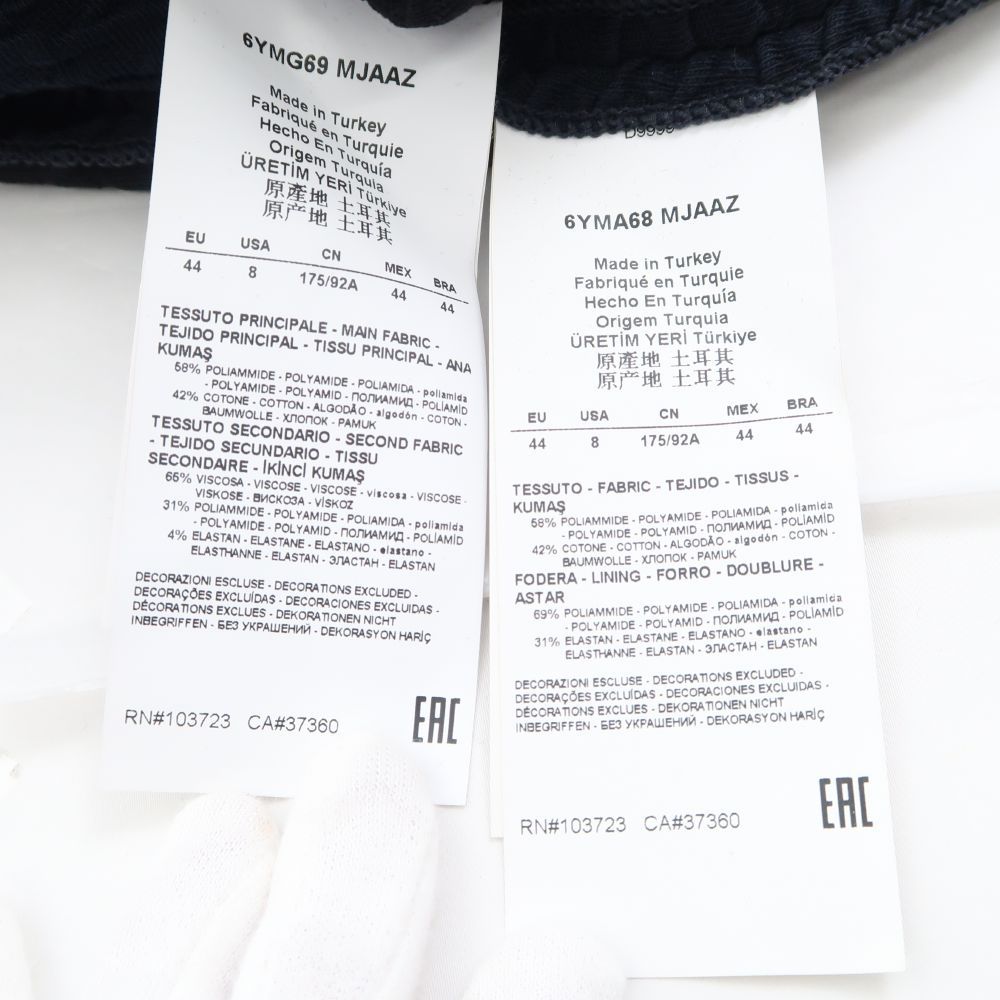 6YMG69 MJAAZ
Made in Turkey
Fabriqué en Turquie
Hecho En Turquía
Origem Turquia
ÜRETİM YERİ Türkiye
原產地 土耳其
原产地 土耳其
EU USA CN MEX BRA
44 8 175/92A 44 44
TESSUTO PRINCIPALE - MAIN FABRIC -
TEJIDO PRINCIPAL - TISSU PRINCIPAL - ANA
KUMAŞ
58% POLIAMMIDE - POLYAMIDE - POLIAMIDA - poliamida
- POLYAMIDE - POLYAMID - ПОЛИАМИД - POLİAMİD
42% COTONE - COTTON - ALGODÃO - algodón - COTON -
BAUMWOLLE - ХЛОПОК - PAMUK
TESSUTO SECONDARIO - SECOND FABRIC
- TEJIDO SECUNDARIO - TISSU
SECONDAIRE - İKİNCİ KUMAŞ
65% VISCOSA - VISCOSE - VISCOSE - viscosa - VISCOSE -
VISKOSE - ВИСКОЗА - VİSKOZ
31% POLIAMMIDE - POLYAMIDE - POLIAMIDA - poliamida
- POLYAMIDE - POLYAMID - ПОЛИАМИД - POLİAMİD
4% ELASTAN - ELASTANE - ELASTANO - elastano -
ELASTHANNE - ELASTAN - ЭЛАСТАН - ELASTAN
DECORAZIONI ESCLUSE - DECORATIONS EXCLUDED -
DECORAÇÕES EXCLUÍDAS - DECORACIONES EXCLUIDAS -
DÉCORATIONS EXCLUES - DEKORATIONEN NICHT
INBEGRIFFEN - БЕЗ УКРАШЕНИЙ - DEKORASYON HARİÇ
RN#103723 CA#37360
EAC
D9999
6YMA68 MJAAZ
Made in Turkey
Fabriqué en Turquie
Hecho En Turquía
Origem Turquia
ÜRETİM YERİ Türkiye
原產地 土耳其
原产地 土耳其
EU USA CN MEX BRA
44 8 175/92A 44 44
TESSUTO - FABRIC - TEJIDO - TISSUS -
KUMAŞ
58% POLIAMMIDE - POLYAMIDE - POLIAMIDA - poliamida
- POLYAMIDE - POLYAMID - ПОЛИАМИД - POLİAMİD
42% COTONE - COTTON - ALGODÃO - algodón - COTON -
BAUMWOLLE - ХЛОПОК - PAMUK
FODERA - LINING - FORRO - DOUBLURE -
ASTAR
69% POLIAMMIDE - POLYAMIDE - POLIAMIDA - poliamida
- POLYAMIDE - POLYAMID - ПОЛИАМИД - POLİAMİD
31% ELASTAN - ELASTANE - ELASTANO - elastano -
ELASTHANNE - ELASTAN - ЭЛАСТАН - ELASTAN
DECORAZIONI ESCLUSE - DECORATIONS EXCLUDED -
DECORAÇÕES EXCLUÍDAS - DECORACIONES EXCLUIDAS -
DÉCORATIONS EXCLUES - DEKORATIONEN NICHT
INBEGRIFFEN - БЕЗ УКРАШЕНИЙ - DEKORASYON HARİÇ
RN#103723 CA#37360
EAC